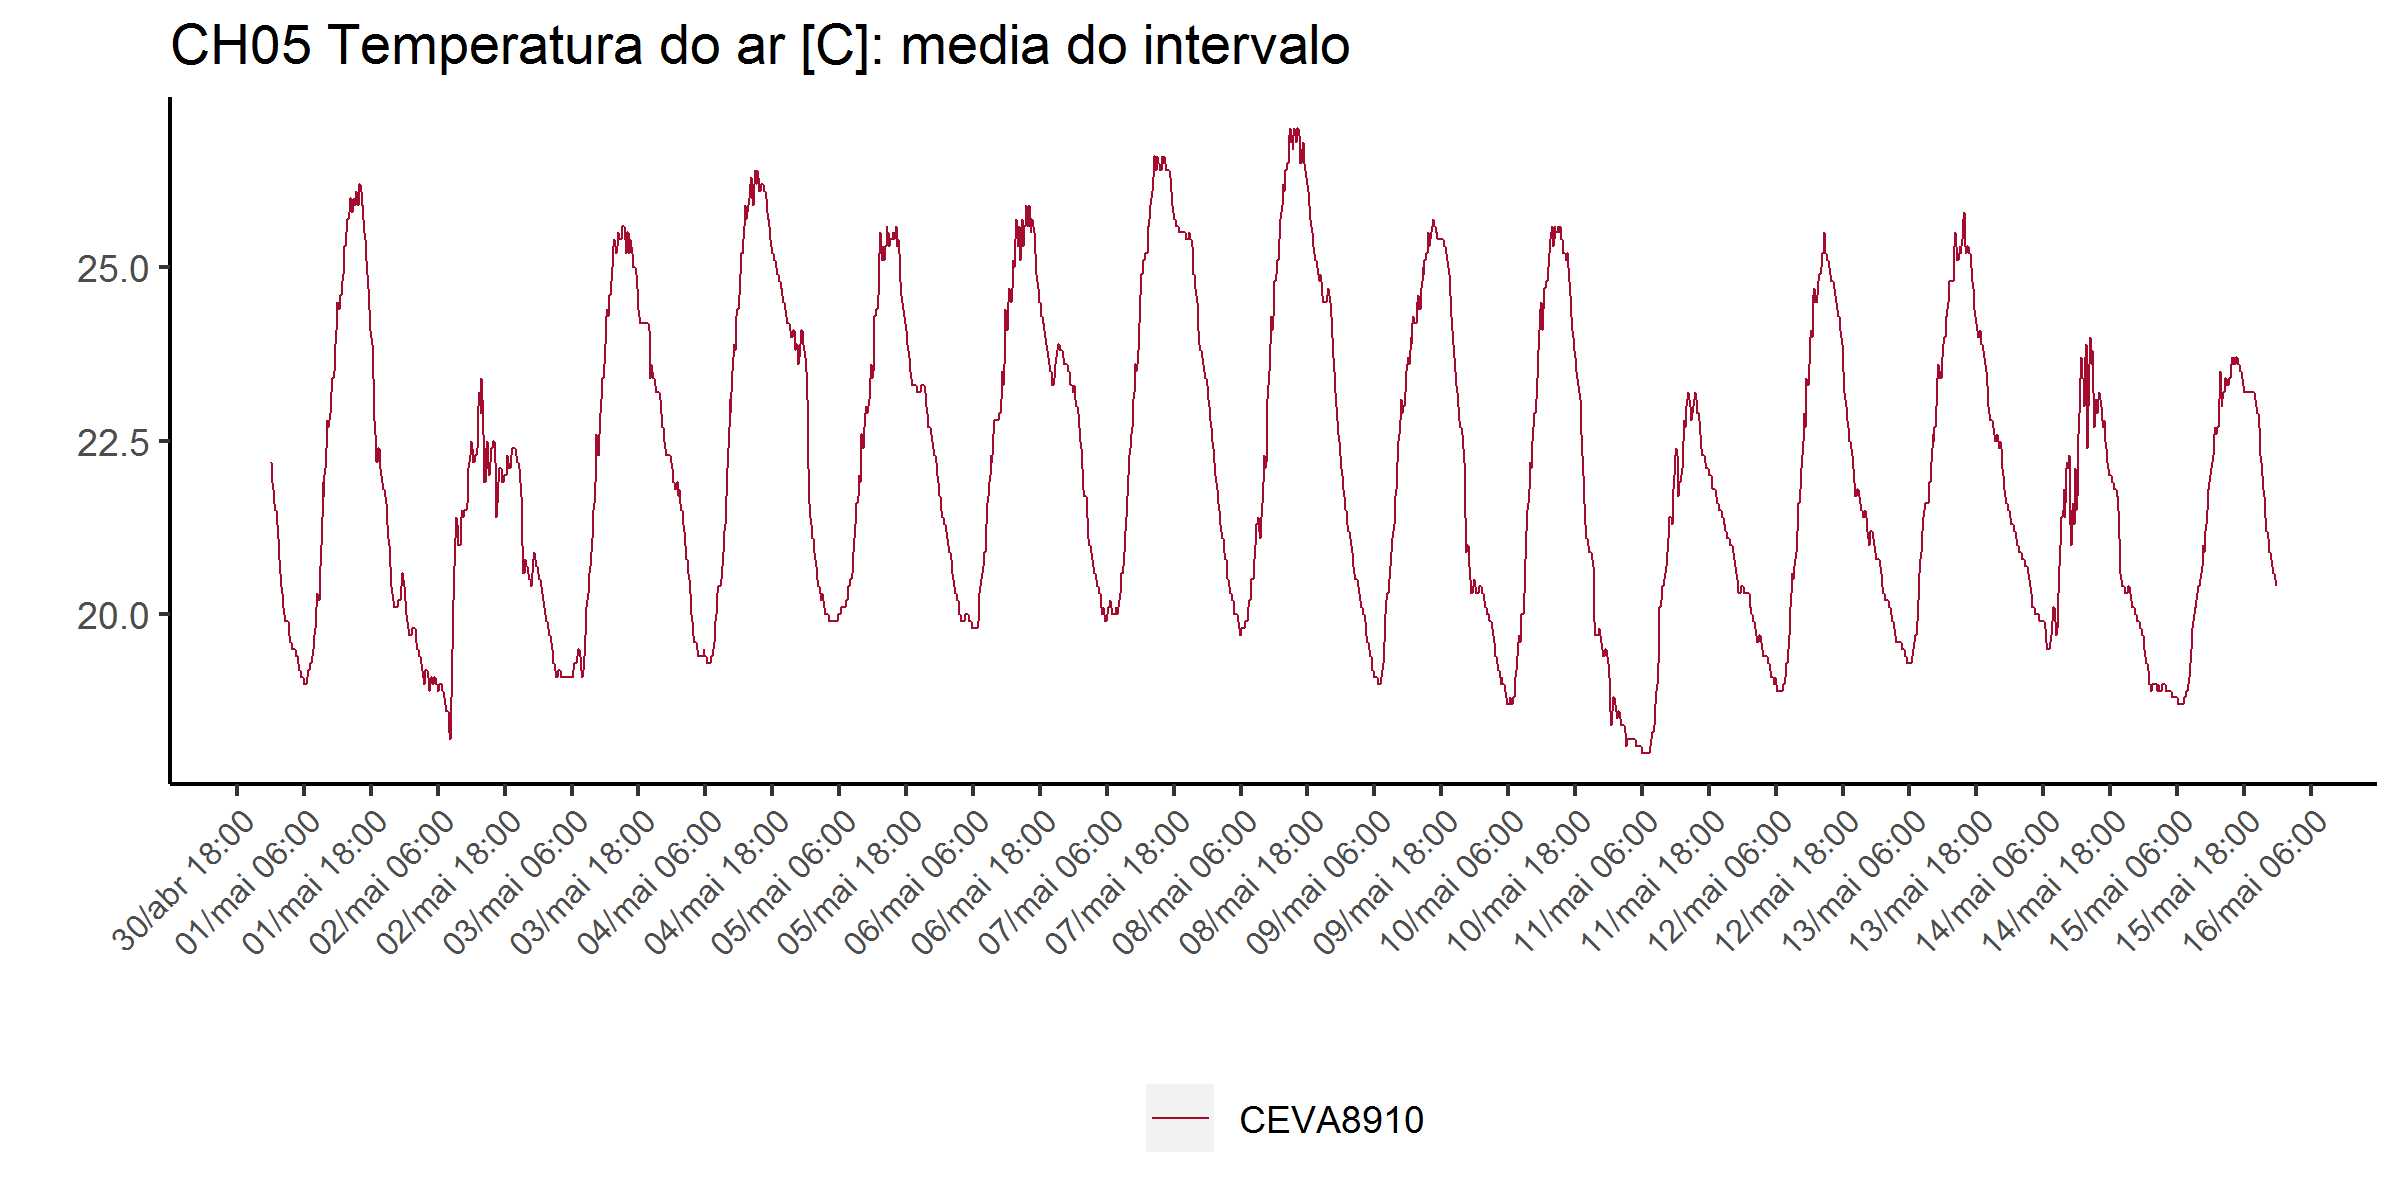 CH05 Temperatura do ar [C]: media do intervalo
25.0
22.5
20.0
30/abr 18:00
01/mai 06:00
01/mai 18:00
02/mai 06:00
02/mai 18:00
03/mai 06:00
03/mai 18:00
04/mai 06:00
04/mai 18:00
05/mai 06:00
05/mai 18:00
06/mai 06:00
06/mai 18:00
07/mai 06:00
07/mai 18:00
08/mai 06:00
08/mai 18:00
09/mai 06:00
09/mai 18:00
10/mai 06:00
10/mai 18:00
11/mai 06:00
11/mai 18:00
12/mai 06:00
12/mai 18:00
13/mai 06:00
13/mai 18:00
14/mai 06:00
14/mai 18:00
15/mai 06:00
15/mai 18:00
16/mai 06:00
CEVA8910